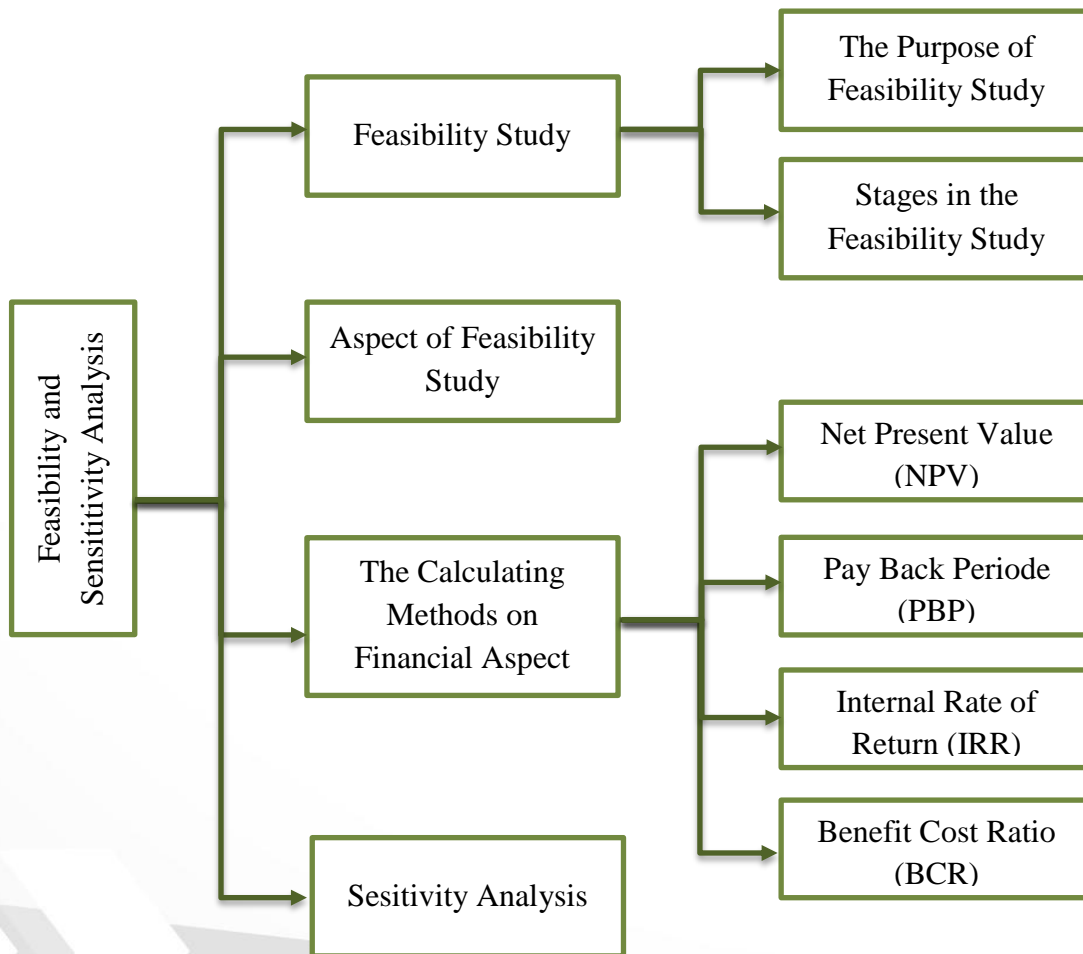 The Purpose of
Feasibility Study
Feasibility Study
Stages in the
Feasibility Study
Feasibility and
Sensititivity Analysis
Aspect of Feasibility
Study
Net Present Value
(NPV)
The Calculating
Methods on
Financial Aspect
Pay Back Periode
(PBP)
Internal Rate of
Return (IRR)
Benefit Cost Ratio
(BCR)
Sesitivity Analysis